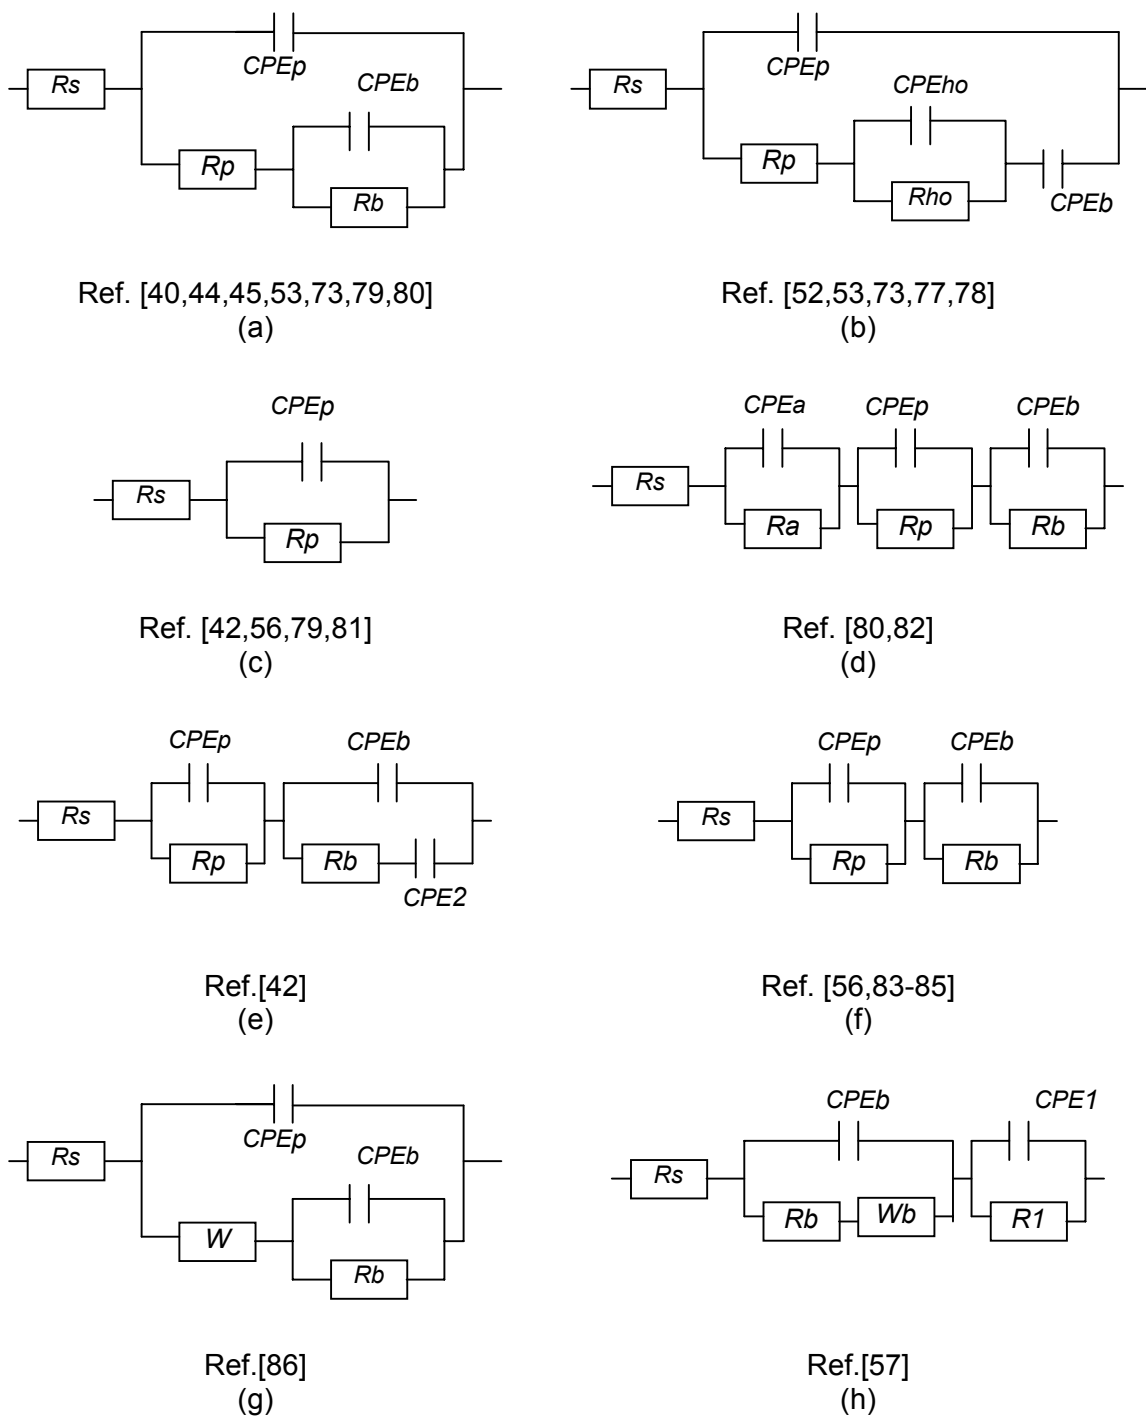 CPEp
CPEb
Rs
Rp
Rb
Ref. [40,44,45,53,73,79,80]
(a)
CPEp
CPEho
Rs
Rp
Rho
CPEb
Ref. [52,53,73,77,78]
(b)
CPEp
Rs
Rp
Ref. [42,56,79,81]
(c)
CPEa
CPEp
CPEb
Rs
Ra
Rp
Rb
Ref. [80,82]
(d)
CPEp
CPEb
Rs
Rp
Rb
CPE2
Ref.[42]
(e)
CPEp
CPEb
Rs
Rp
Rb
Ref. [56,83-85]
(f)
CPEp
CPEb
Rs
W
Rb
Ref.[86]
(g)
CPEb
CPE1
Rs
Rb
Wb
R1
Ref.[57]
(h)